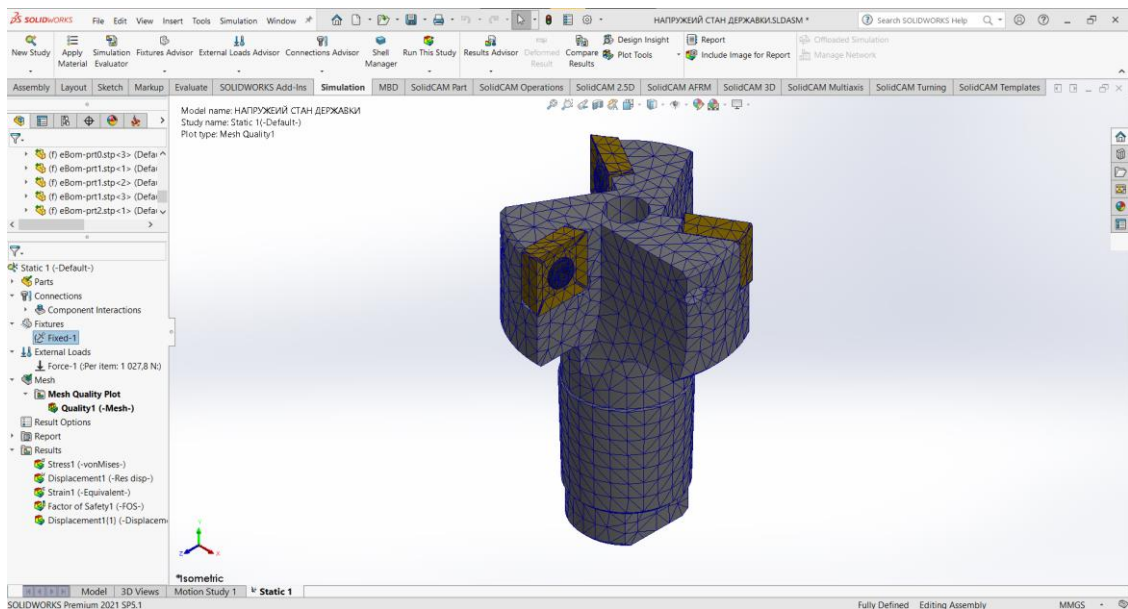 SOLIDWORKS File Edit View Insert Tools Simulation Window НАПРУЖЕИЙ СТАН ДЕРЖАВКИ.SLDASM * Search SOLIDWORKS Help
New Study Apply Material Simulation Evaluator Fixtures Advisor External Loads Advisor Connections Advisor Shell Manager Run This Study Results Advisor Deformed Result Compare Results Design Insight Plot Tools Report Include Image for Report Offloaded Simulation Manage Network
Assembly Layout Sketch Markup Evaluate SOLIDWORKS Add-Ins Simulation MBD SolidCAM Part SolidCAM Operations SolidCAM 2.5D SolidCAM AFRM SolidCAM 3D SolidCAM Multiaxis SolidCAM Turning SolidCAM Templates
Model name: НАПРУЖЕИЙ СТАН ДЕРЖАВКИ
Study name: Static 1(-Default-)
Plot type: Mesh Quality1
(f) eBom-prt0.stp<3> (Defa
(f) eBom-prt1.stp<1> (Defa
(f) eBom-prt1.stp<2> (Defa
(f) eBom-prt1.stp<3> (Defa
(f) eBom-prt2.stp<1> (Defa
Static 1 (-Default-)
Parts
Connections
Component Interactions
Fixtures
Fixed-1
External Loads
Force-1 (:Per item: 1 027,8 N:)
Mesh
Mesh Quality Plot
Quality1 (-Mesh-)
Result Options
Report
Results
Stress1 (-vonMises-)
Displacement1 (-Res disp-)
Strain1 (-Equivalent-)
Factor of Safety1 (-FOS-)
Displacement1(1) (-Displacem
Y
Z X
*Isometric
Model 3D Views Motion Study 1 Static 1
SOLIDWORKS Premium 2021 SP5.1 Fully Defined Editing Assembly MMGS